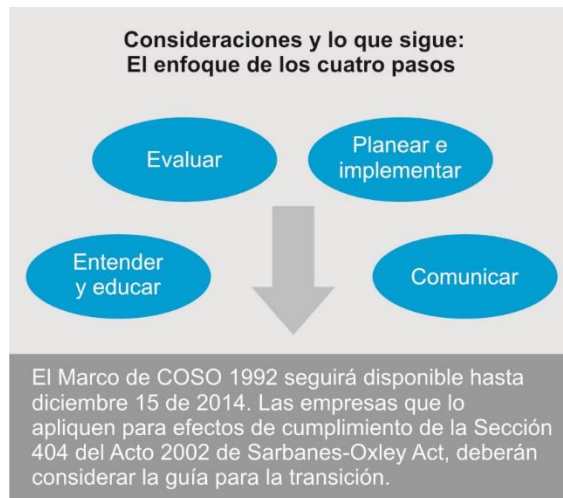 Consideraciones y lo que sigue:
El enfoque de los cuatro pasos
Evaluar
Planear e
implementar
Entender
y educar
Comunicar
El Marco de COSO 1992 seguirá disponible hasta
diciembre 15 de 2014. Las empresas que lo
apliquen para efectos de cumplimiento de la Sección
404 del Acto 2002 de Sarbanes-Oxley Act, deberán
considerar la guía para la transición.